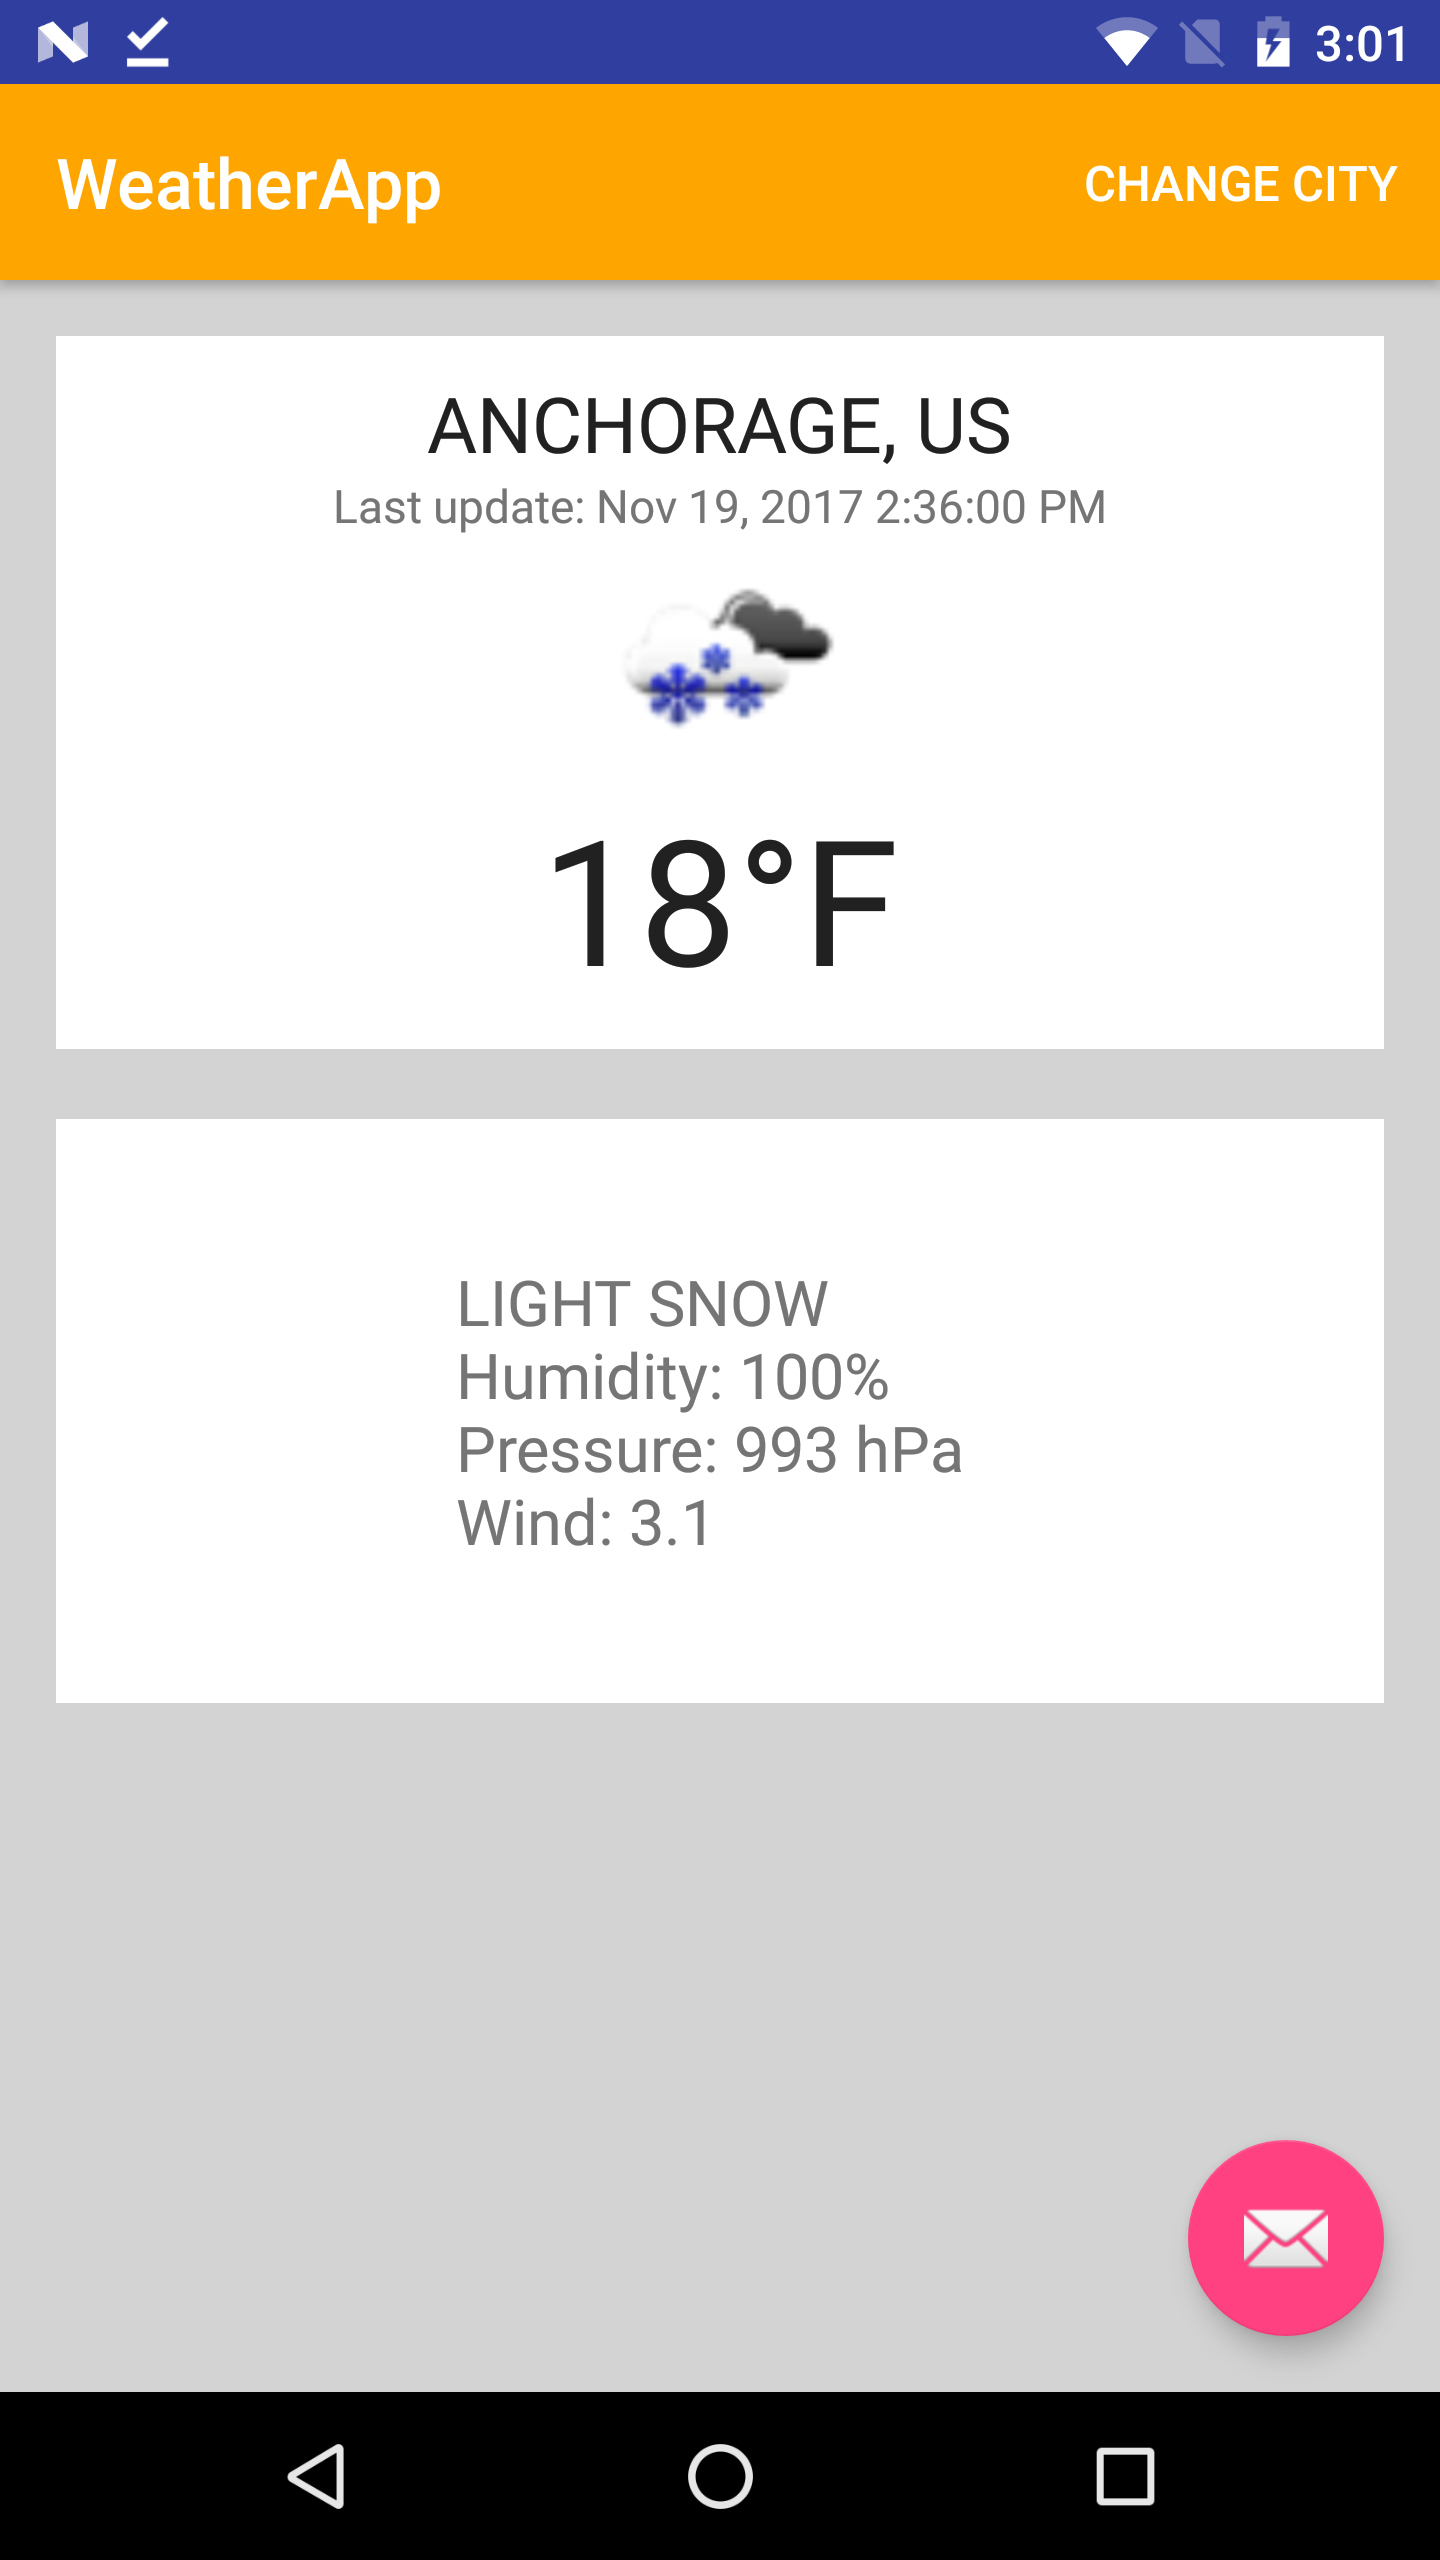 3:01
WeatherApp
CHANGE CITY
ANCHORAGE, US
Last update: Nov 19, 2017 2:36:00 PM
18°F
LIGHT SNOW
Humidity: 100%
Pressure: 993 hPa
Wind: 3.1